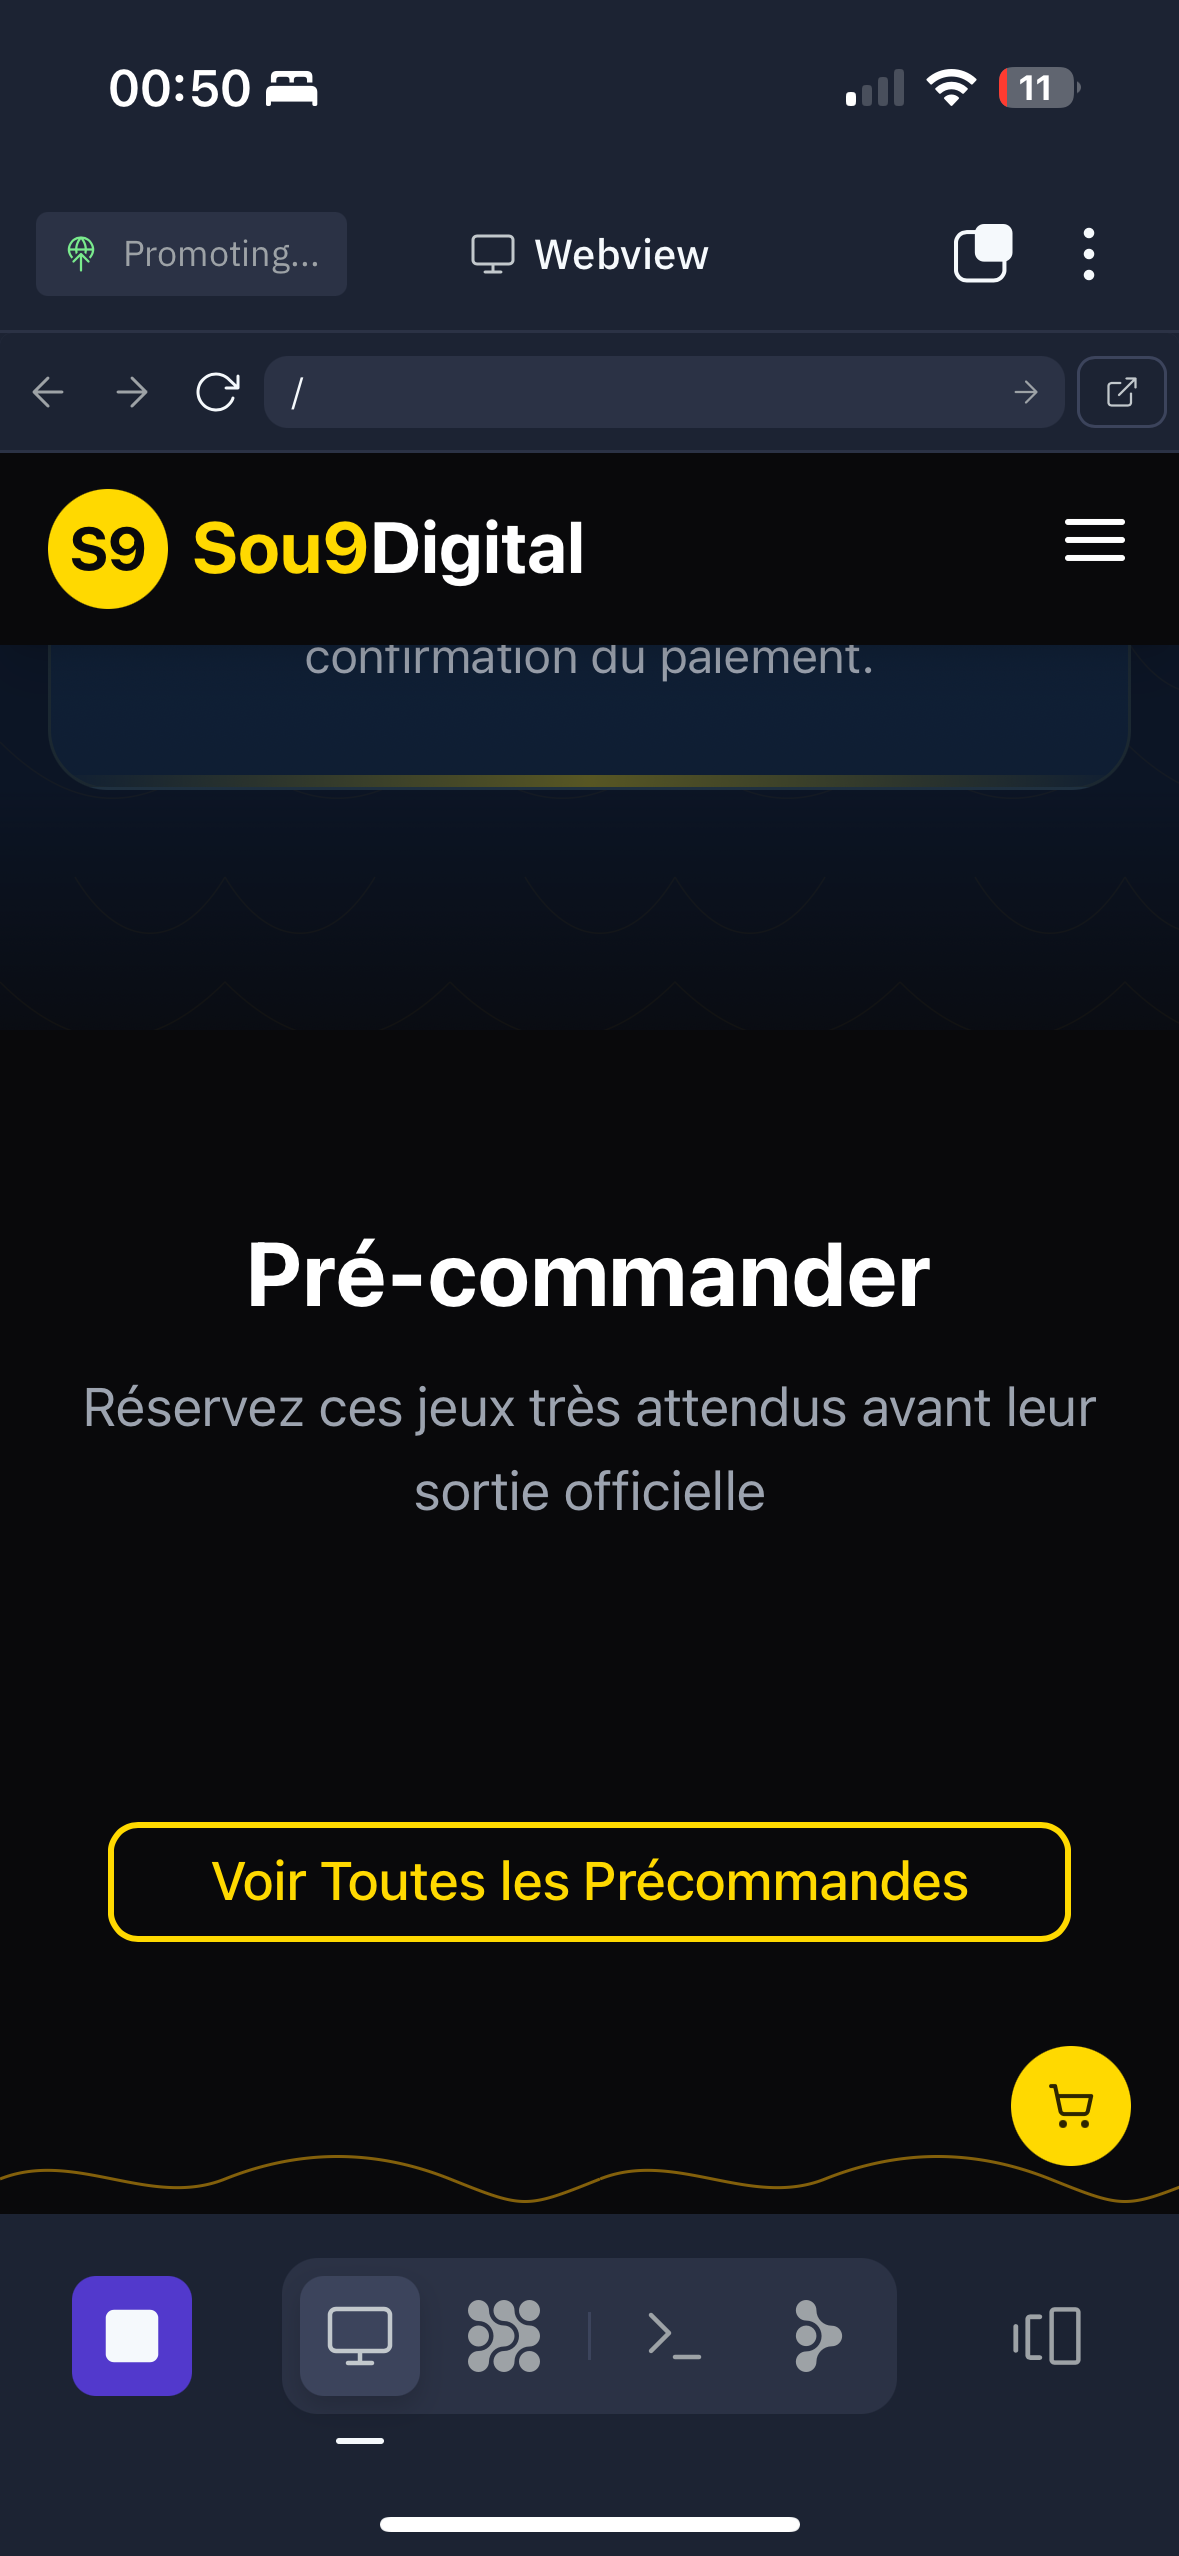 00:50
11
Promoting...
Webview
/
S9 Sou9Digital
confirmation du paiement.
Pré-commander
Réservez ces jeux très attendus avant leur
sortie officielle
Voir Toutes les Précommandes